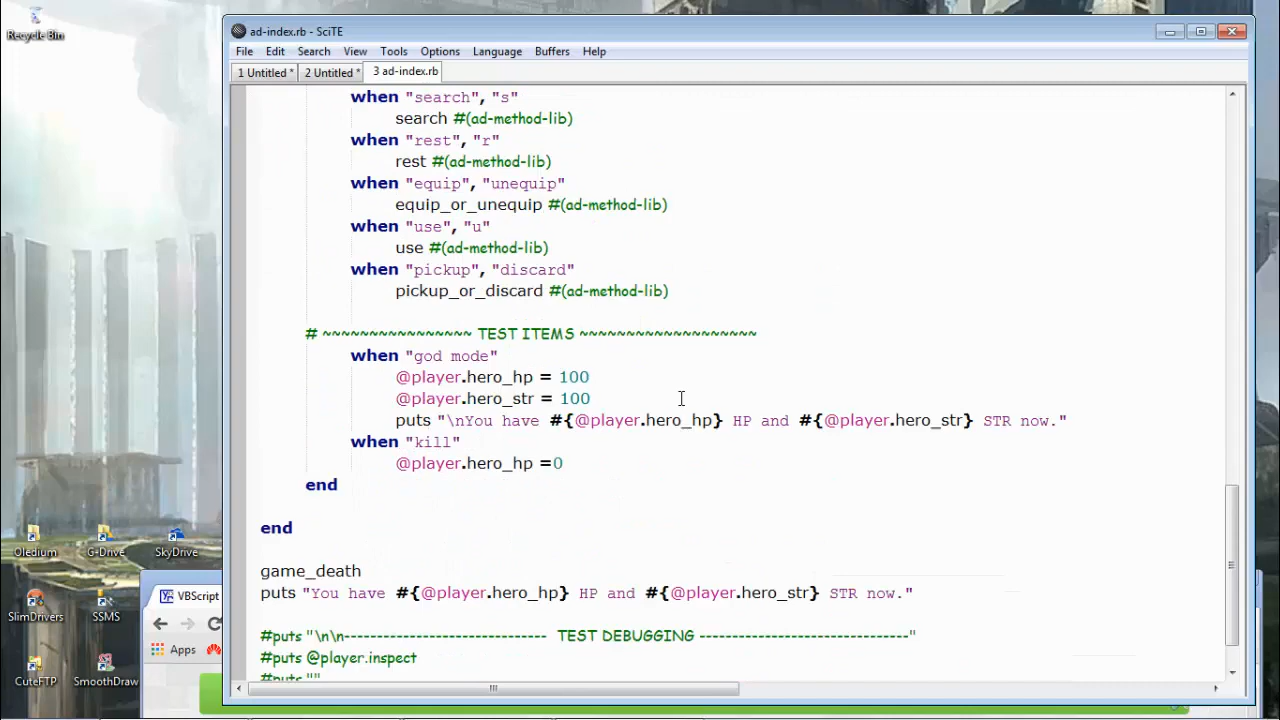 Recycle Bin
ad-index.rb - SciTE
File Edit Search View Tools Options Language Buffers Help
1 Untitled * 2 Untitled * 3 ad-index.rb
when "search", "s"
search #(ad-method-lib)
when "rest", "r"
rest #(ad-method-lib)
when "equip", "unequip"
equip_or_unequip #(ad-method-lib)
when "use", "u"
use #(ad-method-lib)
when "pickup", "discard"
pickup_or_discard #(ad-method-lib)
# ~~~~~~~~~~~~~~~~ TEST ITEMS ~~~~~~~~~~~~~~~~~~~
when "god mode"
@player.hero_hp = 100
@player.hero_str = 100
puts "\nYou have #{@player.hero_hp} HP and #{@player.hero_str} STR now."
when "kill"
@player.hero_hp =0
end
end
game_death
puts "You have #{@player.hero_hp} HP and #{@player.hero_str} STR now."
#puts "\n\n------------------------------ TEST DEBUGGING -------------------------------"
#puts @player.inspect
#puts ""
Oledium G-Drive SkyDrive
SlimDrivers SSMS
CuteFTP SmoothDraw
VBScript
Apps